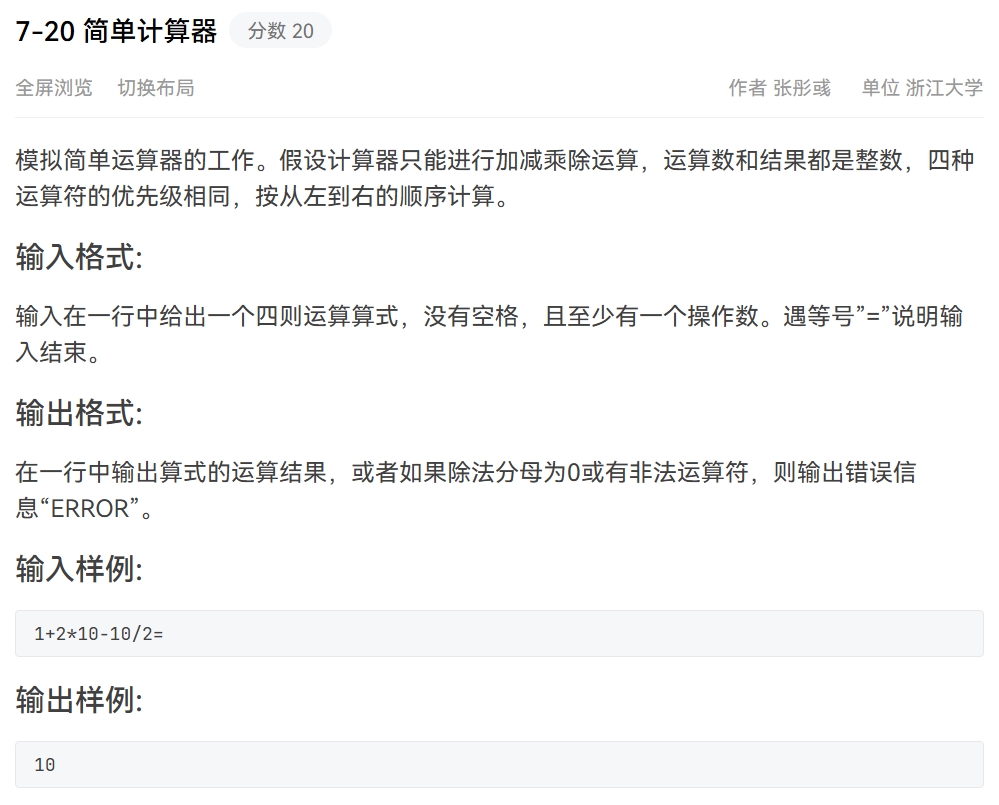 7-20 简单计算器 分数 20
全屏浏览 切换布局 作者 张彤彧 单位 浙江大学
模拟简单运算器的工作。假设计算器只能进行加减乘除运算，运算数和结果都是整数，四种
运算符的优先级相同，按从左到右的顺序计算。
输入格式:
输入在一行中给出一个四则运算算式，没有空格，且至少有一个操作数。遇等号”=”说明输
入结束。
输出格式:
在一行中输出算式的运算结果，或者如果除法分母为0或有非法运算符，则输出错误信
息“ERROR”。
输入样例:
1+2*10-10/2=
输出样例:
10